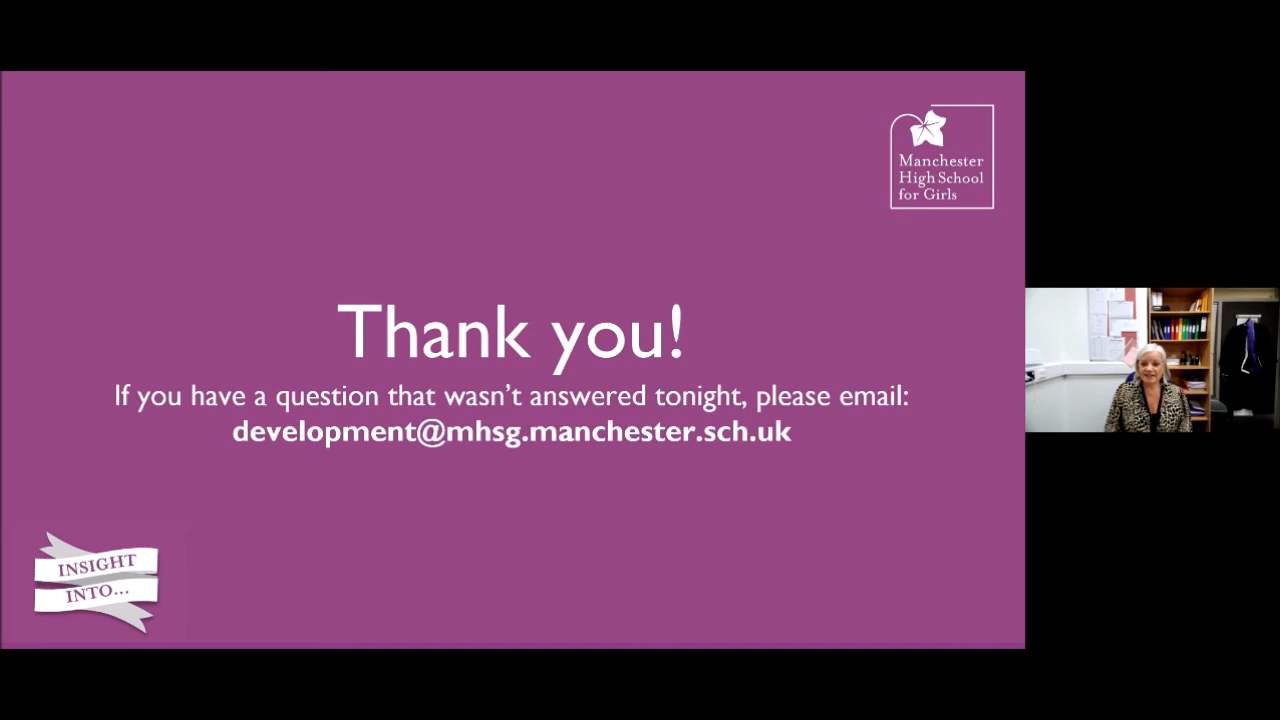 Manchester
High School
for Girls
Thank you!
If you have a question that wasn't answered tonight, please email:
development@mhsg.manchester.sch.uk
INSIGHT
INTO...